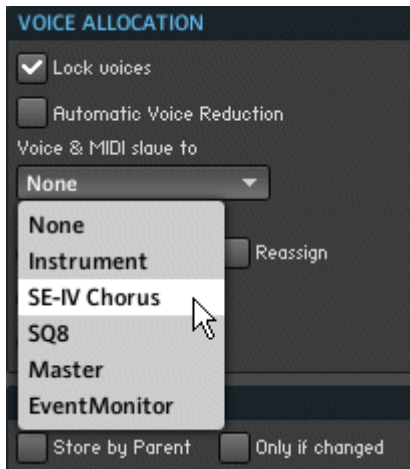 VOICE ALLOCATION
Lock voices
Automatic Voice Reduction
Voice & MIDI slave to
None
None
Instrument
Reassign
SE-IV Chorus
SQ8
Master
EventMonitor
Store by Parent Only if changed